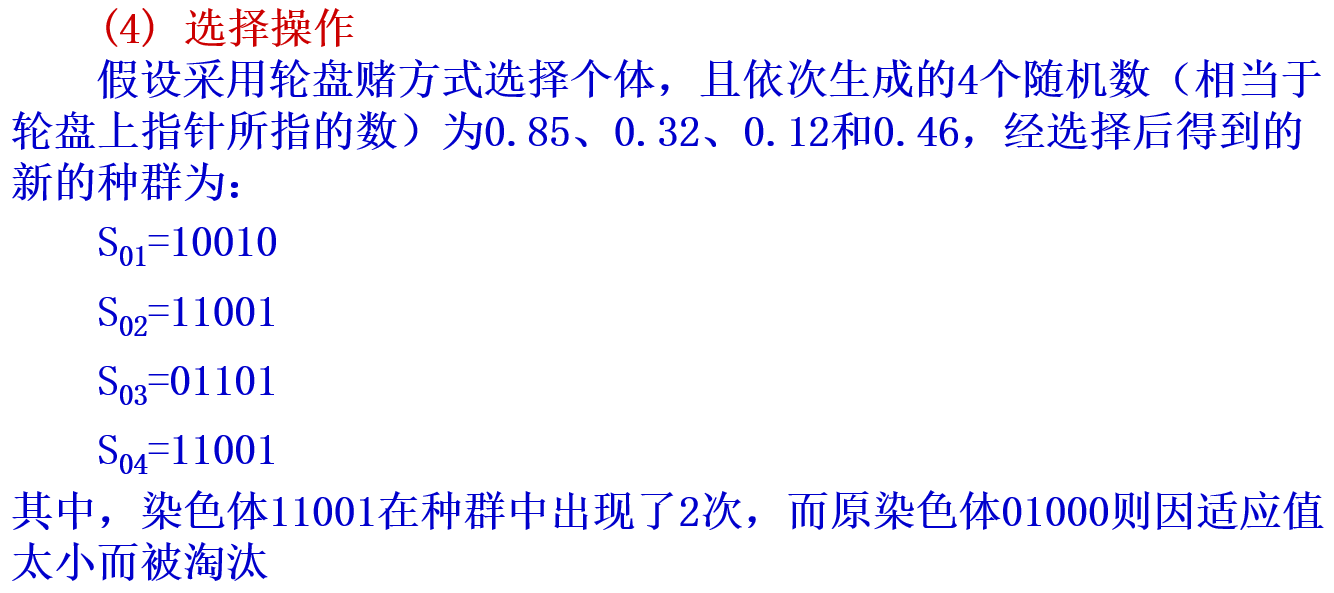 (4) 选择操作
假设采用轮盘赌方式选择个体，且依次生成的4个随机数（相当于
轮盘上指针所指的数）为0.85、0.32、0.12和0.46，经选择后得到的
新的种群为：
S01=10010
S02=11001
S03=01101
S04=11001
其中，染色体11001在种群中出现了2次，而原染色体01000则因适应值
太小而被淘汰